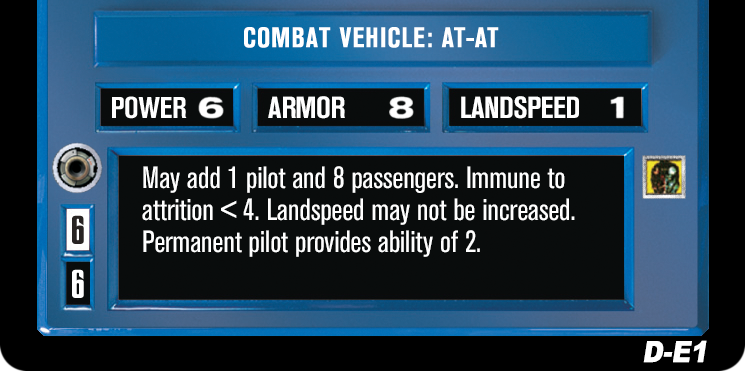 COMBAT VEHICLE: AT-AT
POWER 6 ARMOR 8 LANDSPEED 1
May add 1 pilot and 8 passengers. Immune to
attrition < 4. Landspeed may not be increased.
Permanent pilot provides ability of 2.
6
6
D-E1